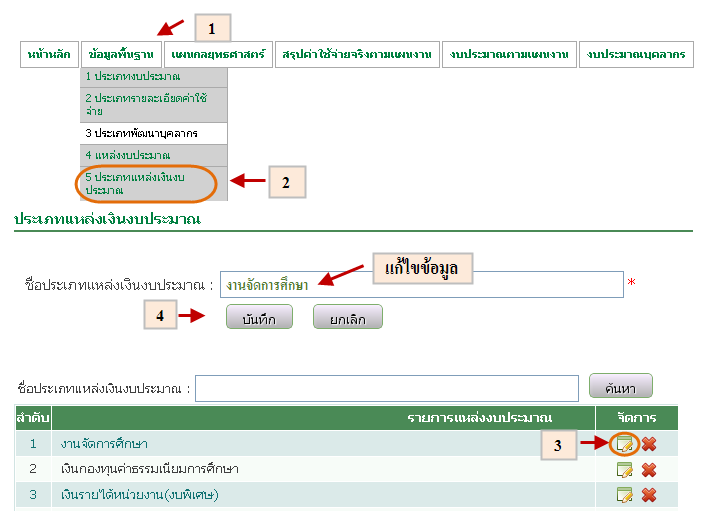 1
หน้าหลัก ข้อมูลพื้นฐาน แผนกลยุทธศาสตร์ สรุปค่าใช้จ่ายจริงตามแผนงาน งบประมาณตามแผนงาน งบประมาณบุคลากร
1 ประเภทงบประมาณ
2 ประเภทรายละเอียดค่าใช้
จ่าย
3 ประเภทพัฒนาบุคลากร
4 แหล่งงบประมาณ
5 ประเภทแหล่งเงินงบ
ประมาณ
2
ประเภทแหล่งเงินงบประมาณ
แก้ไขข้อมูล
ชื่อประเภทแหล่งเงินงบประมาณ : งานจัดการศึกษา *
4 บันทึก ยกเลิก
ชื่อประเภทแหล่งเงินงบประมาณ : ค้นหา
ลำดับ รายการแหล่งงบประมาณ จัดการ
1 งานจัดการศึกษา 3
2 เงินกองทุนค่าธรรมเนียมการศึกษา
3 เงินรายได้หน่วยงาน(งบพิเศษ)